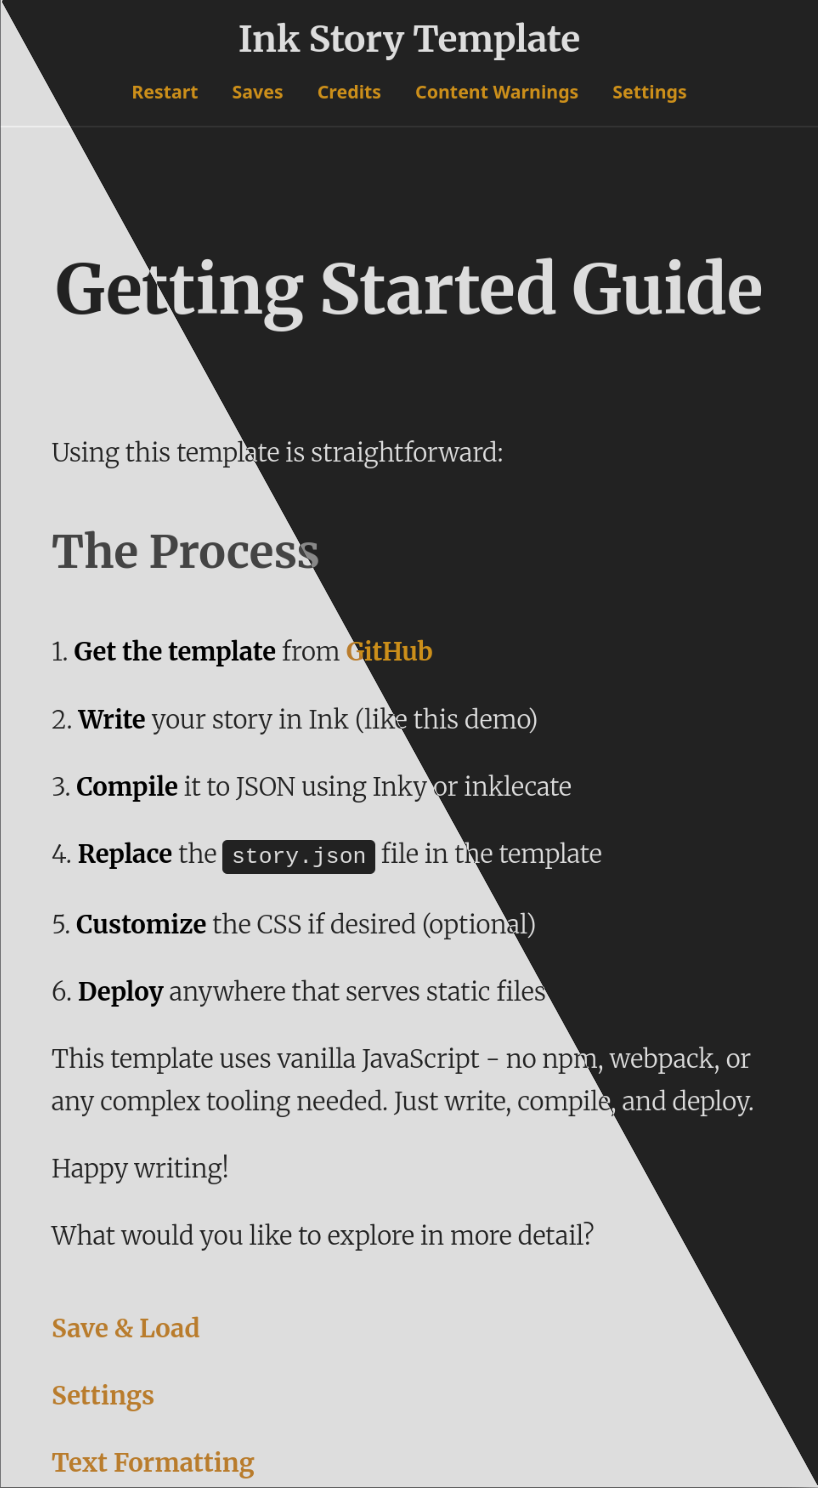 Ink Story Template
Restart Saves Credits Content Warnings Settings
Getting Started Guide
Using this template is straightforward:
The Process
1. Get the template from GitHub
2. Write your story in Ink (like this demo)
3. Compile it to JSON using Inky or inklecate
4. Replace the story.json file in the template
5. Customize the CSS if desired (optional)
6. Deploy anywhere that serves static files
This template uses vanilla JavaScript - no npm, webpack, or
any complex tooling needed. Just write, compile, and deploy.
Happy writing!
What would you like to explore in more detail?
Save & Load
Settings
Text Formatting